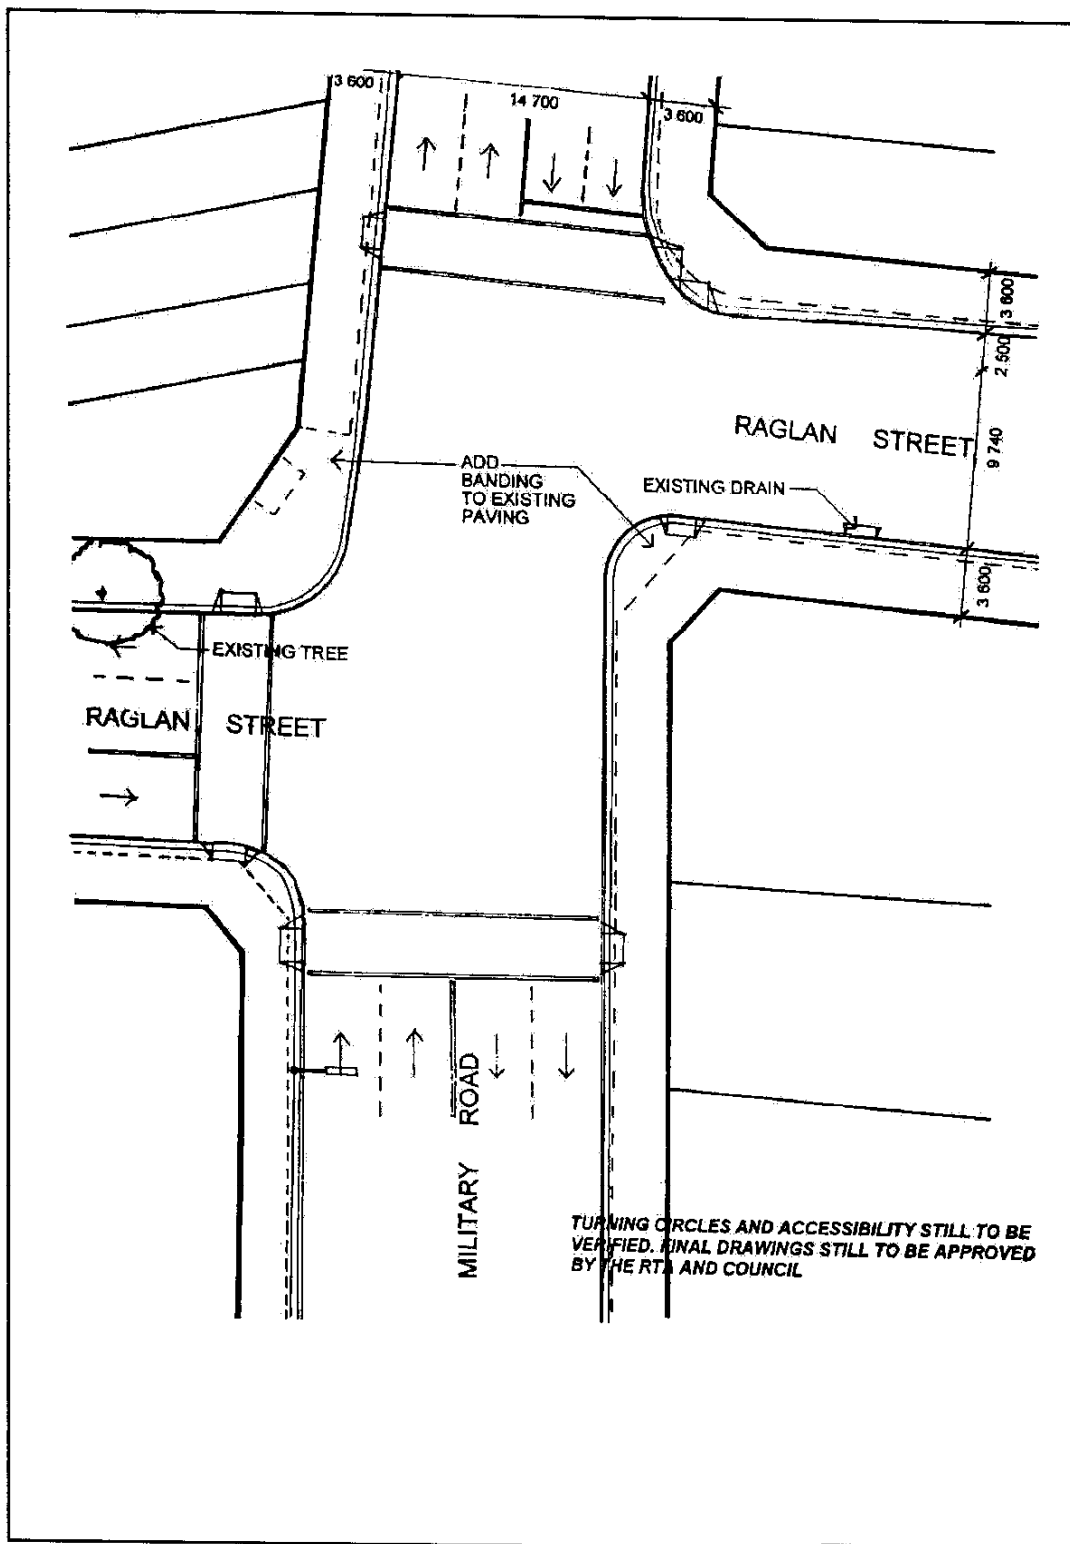 3 600
14 700
3 600
3 600
2 500
RAGLAN STREET
9 740
ADD
BANDING
TO EXISTING
PAVING
EXISTING DRAIN
3 600
EXISTING TREE
RAGLAN STREET
MILITARY ROAD
TURNING CIRCLES AND ACCESSIBILITY STILL TO BE
VERIFIED. FINAL DRAWINGS STILL TO BE APPROVED
BY THE RTA AND COUNCIL